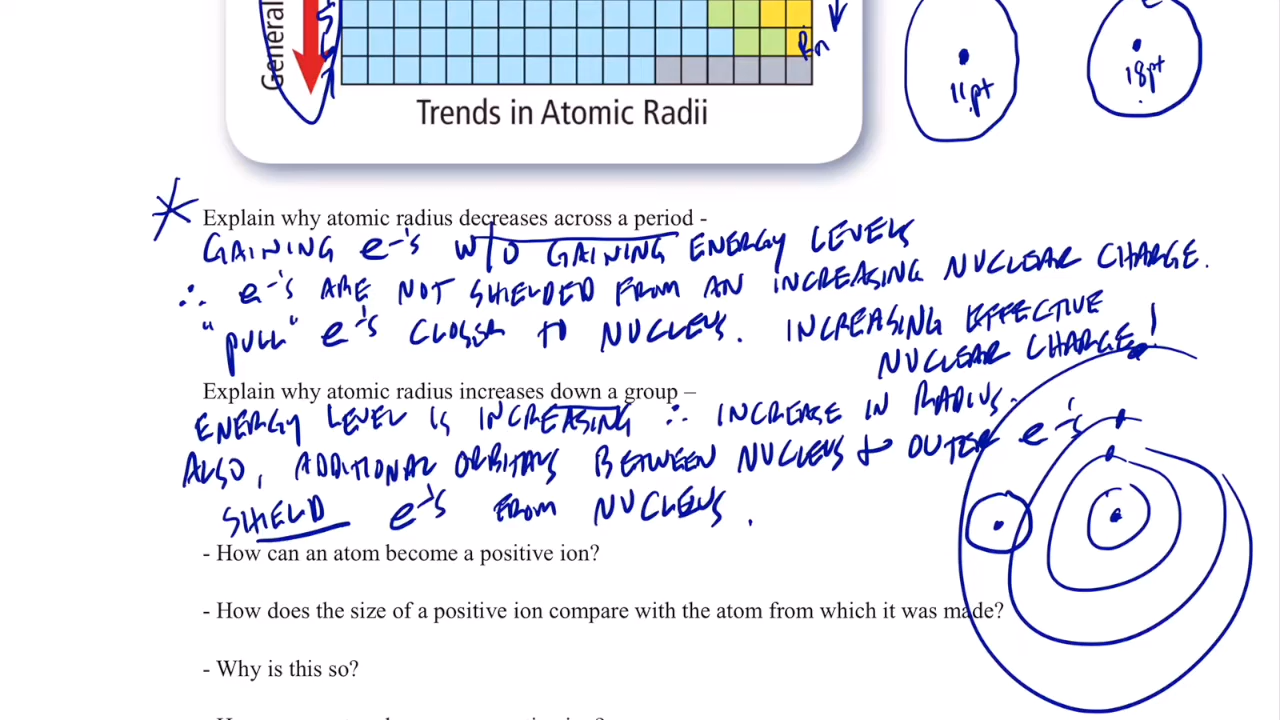 General
Rn
11p+
18p+
Trends in Atomic Radii
Explain why atomic radius decreases across a period -
GAINING e-'s w/o GAINING ENERGY LEVELS
∴ e-'s ARE NOT SHIELDED FROM AN INCREASING NUCLEAR CHARGE.
"PULL" e-'s CLOSER TO NUCLEUS. INCREASING EFFECTIVE
NUCLEAR CHARGE!
Explain why atomic radius increases down a group –
ENERGY LEVEL IS INCREASING ∴ INCREASE IN RADIUS.
ALSO, ADDITIONAL ORBITALS BETWEEN NUCLEUS & OUTER e-'s
SHIELD e-'s FROM NUCLEUS.
- How can an atom become a positive ion?
- How does the size of a positive ion compare with the atom from which it was made?
- Why is this so?